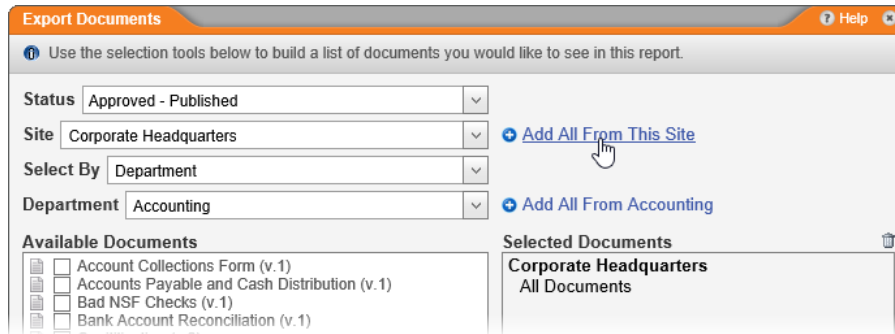 Export Documents
Help
Use the selection tools below to build a list of documents you would like to see in this report.
Status Approved - Published
Site Corporate Headquarters
Add All From This Site
Select By Department
Department Accounting
Add All From Accounting
Available Documents
Selected Documents
Account Collections Form (v.1)
Corporate Headquarters
Accounts Payable and Cash Distribution (v.1)
All Documents
Bad NSF Checks (v.1)
Bank Account Reconciliation (v.1)